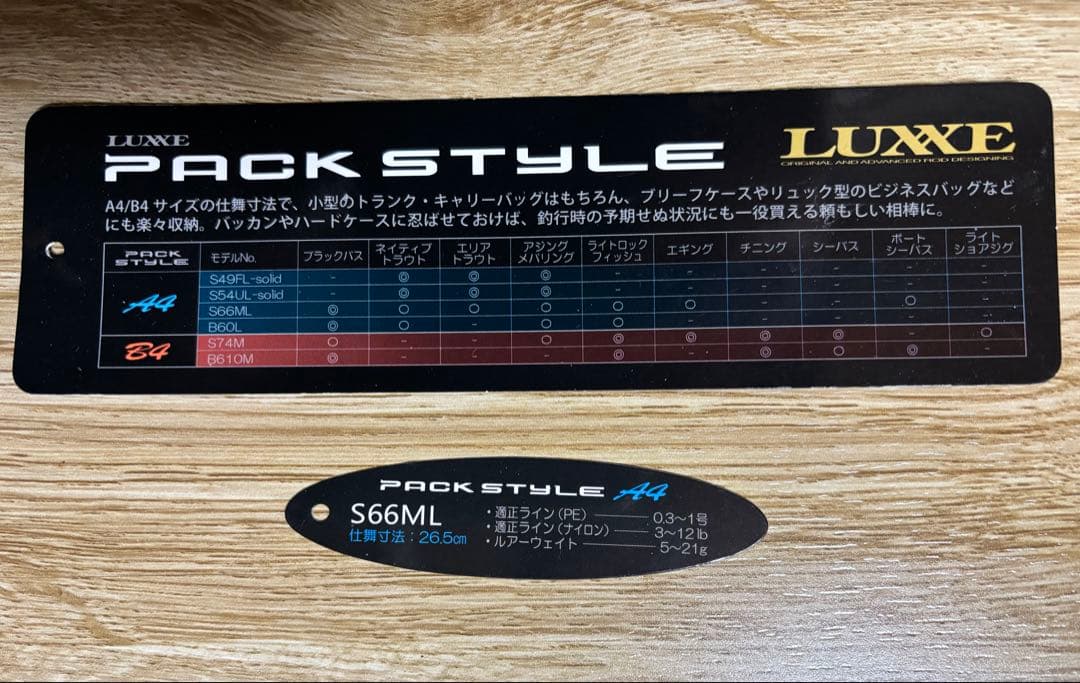 LUXXE
PACK STYLE
LUXXE
ORIGINAL AND ADVANCED ROD DESIGNING
A4/B4 サイズの仕舞寸法で、小型のトランク・キャリーバッグはもちろん、ブリーフケースやリュック型のビジネスバッグなど
にも楽々収納。バッカンやハードケースに忍ばせておけば、釣行時の予期せぬ状況にも一役買える頼もしい相棒に。
PACK STYLE モデルNo. ブラックバス ネイティブトラウト エリアトラウト アジングメバリング ライトロックフィッシュ エギング チニング シーバス ボートシーバス ライトショアジグ
A4
S49FL-solid - ◎ ◎ ◎ - - - - - -
S54UL-solid - ◎ ◎ ◎ - - - - - -
S66ML ◎ ○ ○ ○ ○ ○ - - ○ -
B60L ◎ ○ - ○ ○ - - - - -
B4
S74M ○ - - ○ ◎ ◎ ◎ ◎ - ○
B610M ◎ - - - ◎ - ◎ ○ ◎ -
PACK STYLE A4
S66ML
仕舞寸法：26.5cm
・適正ライン（PE） 0.3～1号
・適正ライン（ナイロン） 3～12lb
・ルアーウェイト 5～21g